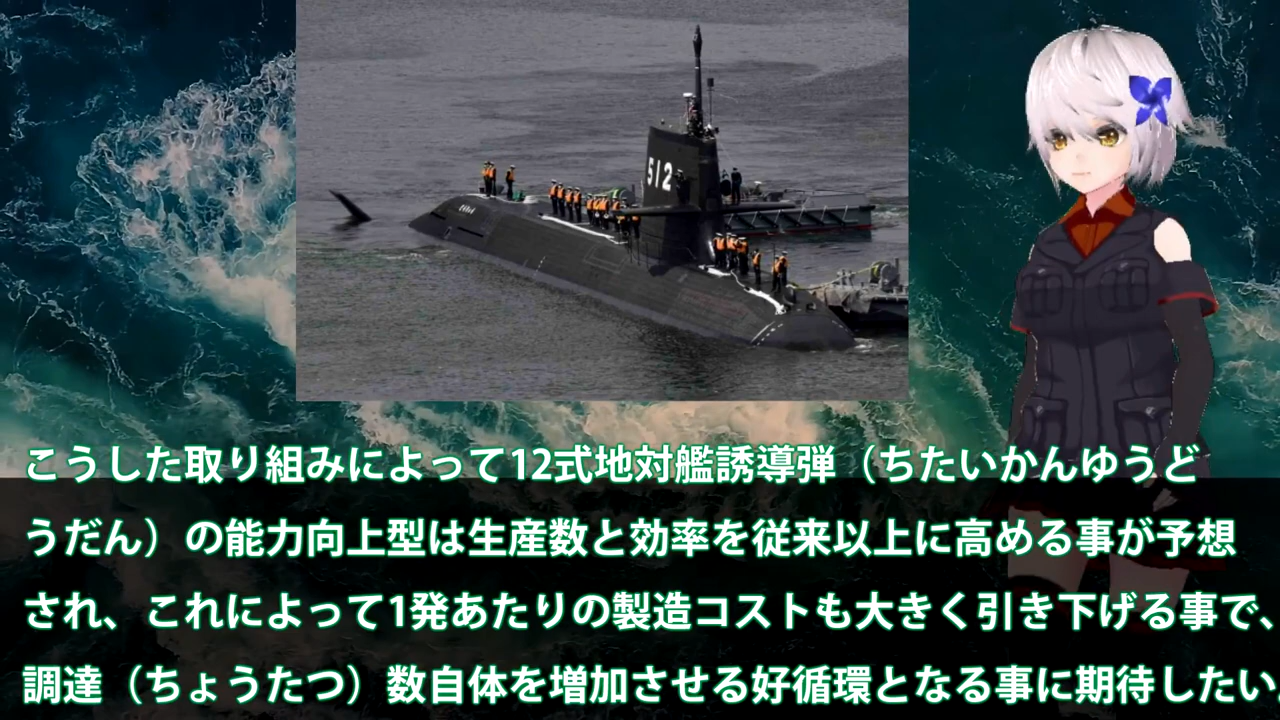 512
こうした取り組みによって12式地対艦誘導弾（ちたいかんゆうど
うだん）の能力向上型は生産数と効率を従来以上に高める事が予想
され、これによって1発あたりの製造コストも大きく引き下げる事で、
調達（ちょうたつ）数自体を増加させる好循環となる事に期待したい